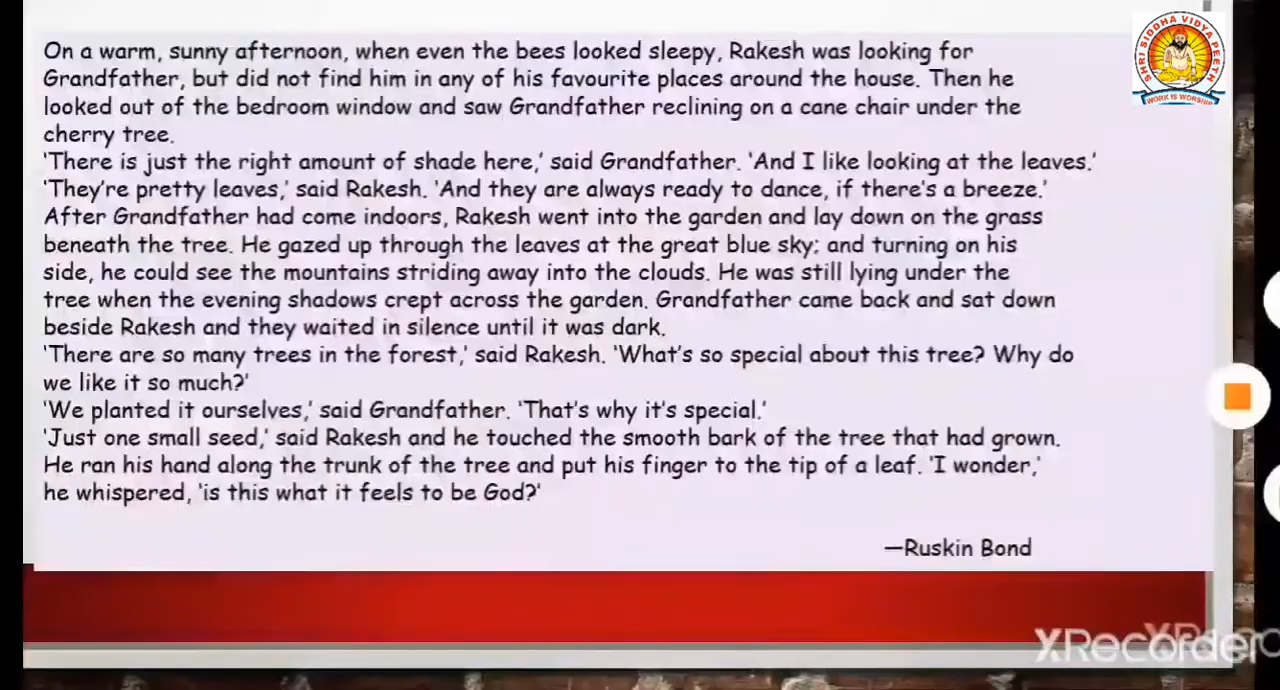 On a warm, sunny afternoon, when even the bees looked sleepy, Rakesh was looking for
Grandfather, but did not find him in any of his favourite places around the house. Then he
looked out of the bedroom window and saw Grandfather reclining on a cane chair under the
cherry tree.
'There is just the right amount of shade here,' said Grandfather. 'And I like looking at the leaves.'
'They're pretty leaves,' said Rakesh. 'And they are always ready to dance, if there's a breeze.'
After Grandfather had come indoors, Rakesh went into the garden and lay down on the grass
beneath the tree. He gazed up through the leaves at the great blue sky; and turning on his
side, he could see the mountains striding away into the clouds. He was still lying under the
tree when the evening shadows crept across the garden. Grandfather came back and sat down
beside Rakesh and they waited in silence until it was dark.
'There are so many trees in the forest,' said Rakesh. 'What's so special about this tree? Why do
we like it so much?'
'We planted it ourselves,' said Grandfather. 'That's why it's special.'
'Just one small seed,' said Rakesh and he touched the smooth bark of the tree that had grown.
He ran his hand along the trunk of the tree and put his finger to the tip of a leaf. 'I wonder,'
he whispered, 'is this what it feels to be God?'
—Ruskin Bond
SHRI SIDDHA VIDYA PEETH
WORK IS WORSHIP
XRecorder